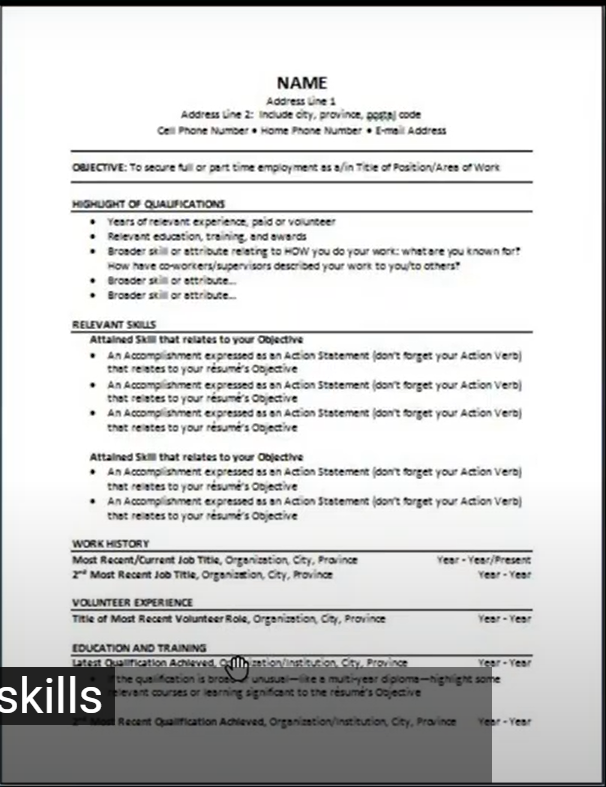 NAME
Address Line 1
Address Line 2: Include city, province, postal code
Cell Phone Number • Home Phone Number • E-mail Address
OBJECTIVE: To secure full or part time employment as a/in Title of Position/Area of Work
HIGHLIGHT OF QUALIFICATIONS
• Years of relevant experience, paid or volunteer
• Relevant education, training, and awards
• Broader skill or attribute relating to HOW you do your work: what are you known for?
How have co-workers/supervisors described your work to you/to others?
• Broader skill or attribute...
• Broader skill or attribute...
RELEVANT SKILLS
Attained Skill that relates to your Objective
• An Accomplishment expressed as an Action Statement (don't forget your Action Verb)
that relates to your résumé's Objective
• An Accomplishment expressed as an Action Statement (don't forget your Action Verb)
that relates to your résumé's Objective
• An Accomplishment expressed as an Action Statement (don't forget your Action Verb)
that relates to your résumé's Objective
Attained Skill that relates to your Objective
• An Accomplishment expressed as an Action Statement (don't forget your Action Verb)
that relates to your résumé's Objective
• An Accomplishment expressed as an Action Statement (don't forget your Action Verb)
that relates to your résumé's Objective
WORK HISTORY
Most Recent/Current Job Title, Organization, City, Province Year - Year/Present
2nd Most Recent Job Title, Organization, City, Province Year - Year
VOLUNTEER EXPERIENCE
Title of Most Recent Volunteer Role, Organization, City, Province Year - Year
EDUCATION AND TRAINING
Latest Qualification Achieved, Organization/Institution, City, Province Year - Year
• If the qualification is broad or unusual—like a multi-year diploma—highlight some
relevant courses or learning significant to the résumé's Objective
2nd Most Recent Qualification Achieved, Organization/Institution, City, Province Year - Year
skills